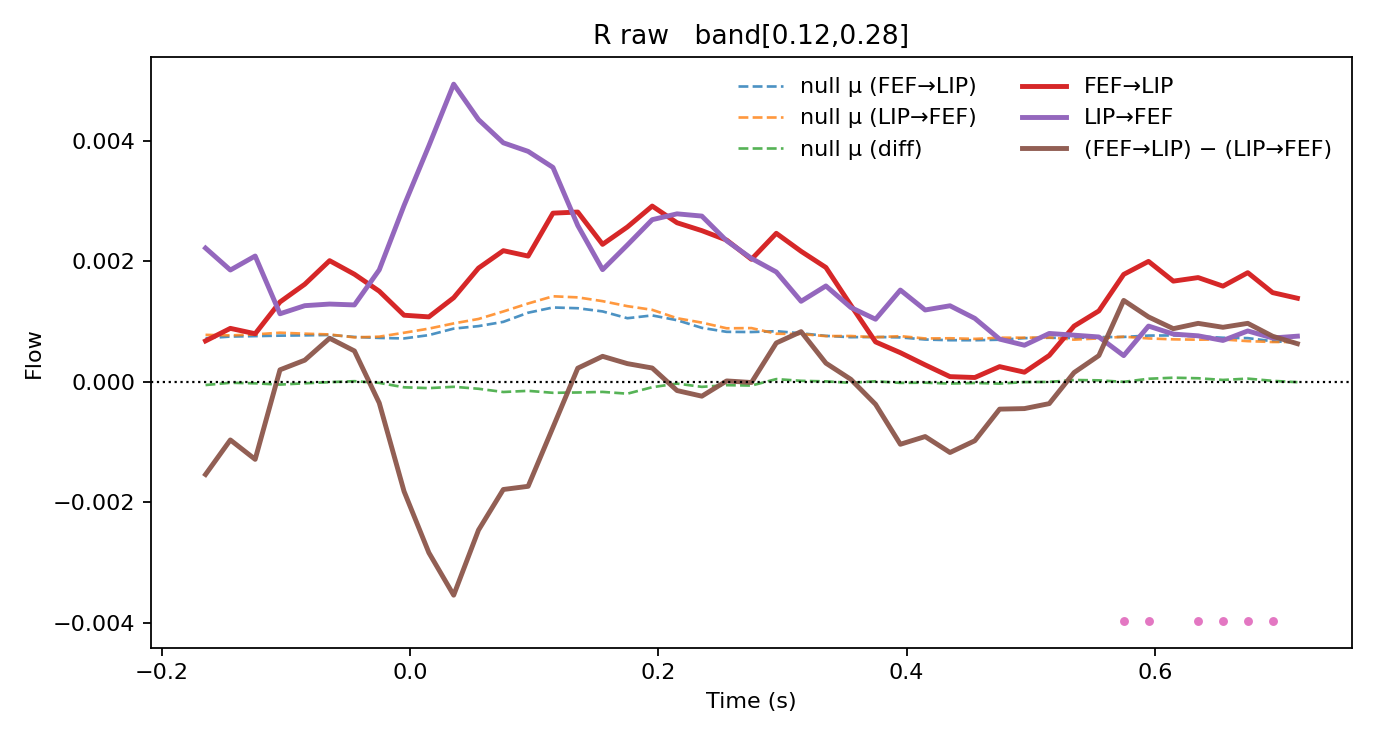 R raw   band[0.12,0.28]
null μ (FEF→LIP)
null μ (LIP→FEF)
null μ (diff)
FEF→LIP
LIP→FEF
(FEF→LIP) − (LIP→FEF)
Flow
0.004
0.002
0.000
−0.002
−0.004
−0.2
0.0
0.2
0.4
0.6
Time (s)